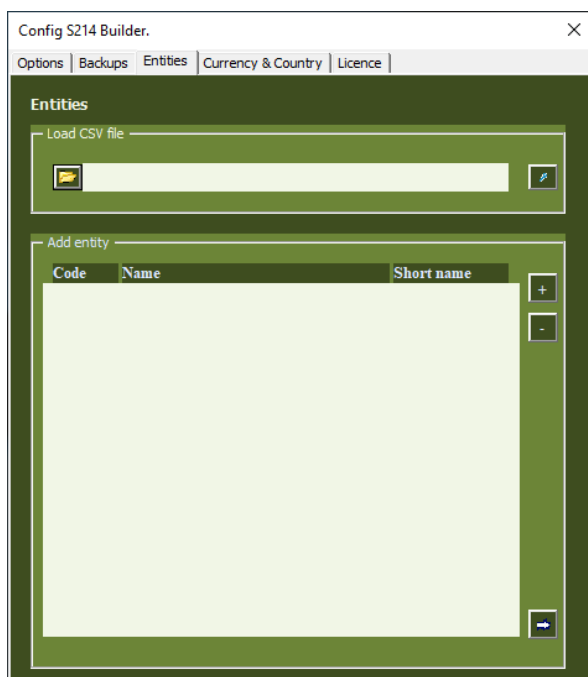 Config S214 Builder.
Options Backups Entities Currency & Country Licence
Entities
Load CSV file
Add entity
Code Name Short name
+
-